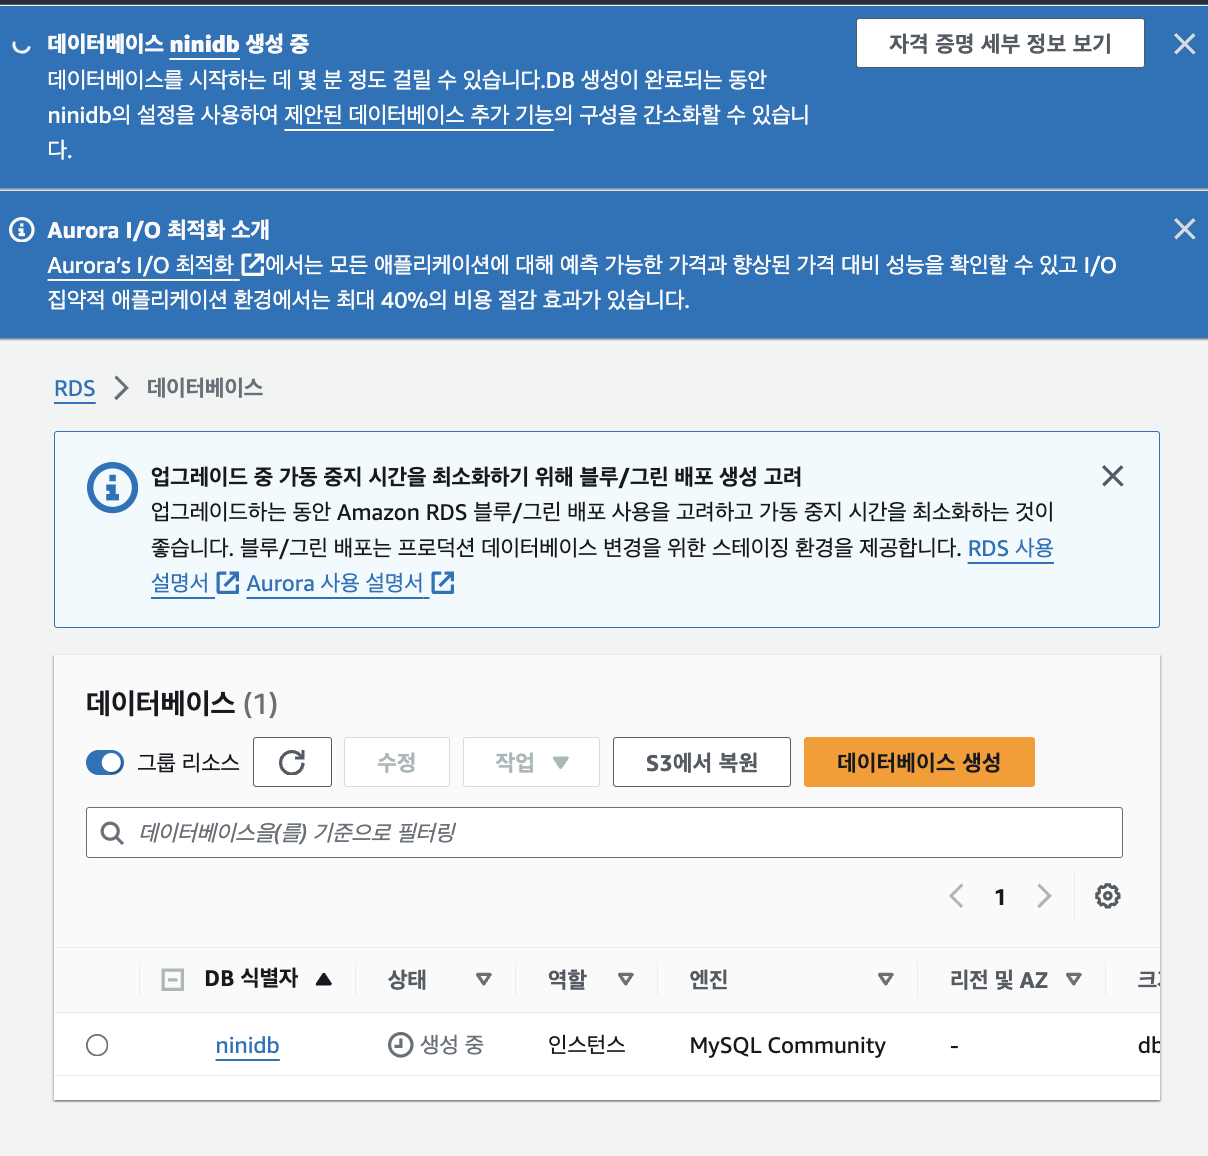 데이터베이스 ninidb 생성 중
자격 증명 세부 정보 보기
데이터베이스를 시작하는 데 몇 분 정도 걸릴 수 있습니다.DB 생성이 완료되는 동안
ninidb의 설정을 사용하여 제안된 데이터베이스 추가 기능의 구성을 간소화할 수 있습니
다.
Aurora I/O 최적화 소개
Aurora's I/O 최적화 에서는 모든 애플리케이션에 대해 예측 가능한 가격과 향상된 가격 대비 성능을 확인할 수 있고 I/O
집약적 애플리케이션 환경에서는 최대 40%의 비용 절감 효과가 있습니다.
RDS 데이터베이스
업그레이드 중 가동 중지 시간을 최소화하기 위해 블루/그린 배포 생성 고려
업그레이드하는 동안 Amazon RDS 블루/그린 배포 사용을 고려하고 가동 중지 시간을 최소화하는 것이
좋습니다. 블루/그린 배포는 프로덕션 데이터베이스 변경을 위한 스테이징 환경을 제공합니다. RDS 사용
설명서 Aurora 사용 설명서
데이터베이스 (1)
그룹 리소스 수정 작업 S3에서 복원 데이터베이스 생성
데이터베이스을(를) 기준으로 필터링
1
DB 식별자 상태 역할 엔진 리전 및 AZ
ninidb 생성 중 인스턴스 MySQL Community - db